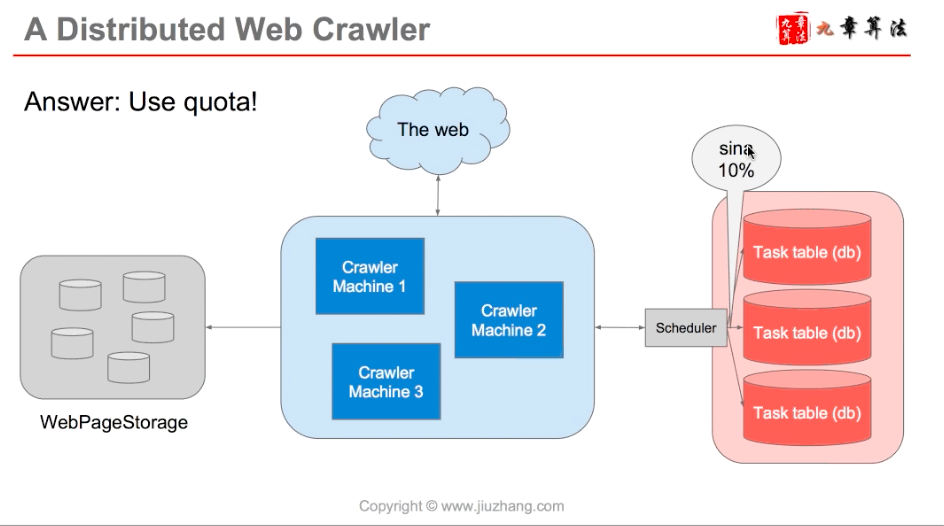 A Distributed Web Crawler
九章算法
九章算法
Answer: Use quota!
The web
sina
10%
Crawler
Machine 1
Crawler
Machine 2
Crawler
Machine 3
Scheduler
Task table (db)
Task table (db)
Task table (db)
WebPageStorage
Copyright © www.jiuzhang.com